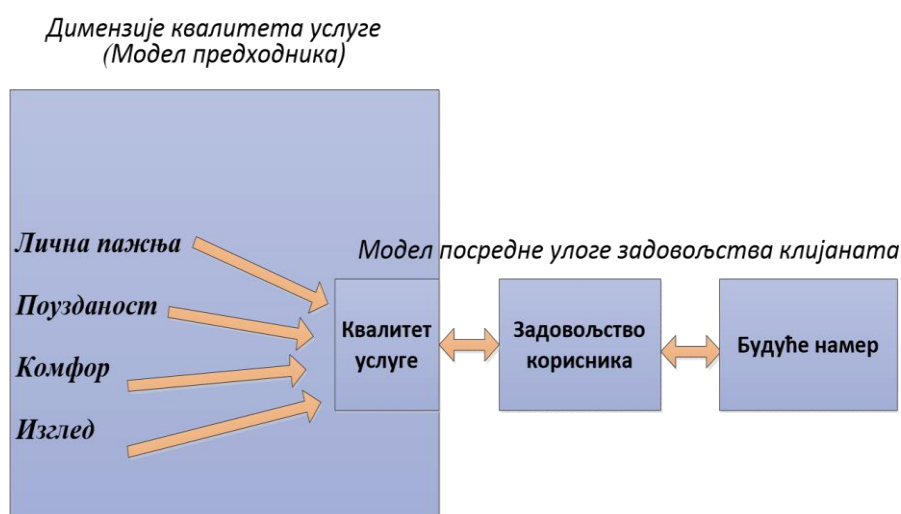 Димензије квалитета услуге
(Модел предходника)
Лична пажња
Поузданост
Комфор
Изглед
Модел посредне улоге задовољства клијаната
Квалитет
услуге
Задовољство
корисника
Будуће намер